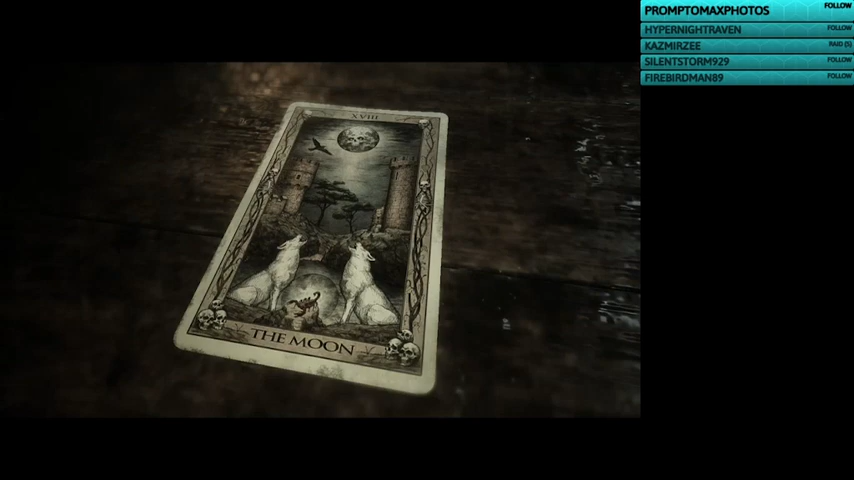 PROMPTOMAXPHOTOS FOLLOW
HYPERNIGHTRAVEN FOLLOW
KAZMIRZEE RAID (5)
SILENTSTORM929 FOLLOW
FIREBIRDMAN89 FOLLOW
XVIII
THE MOON